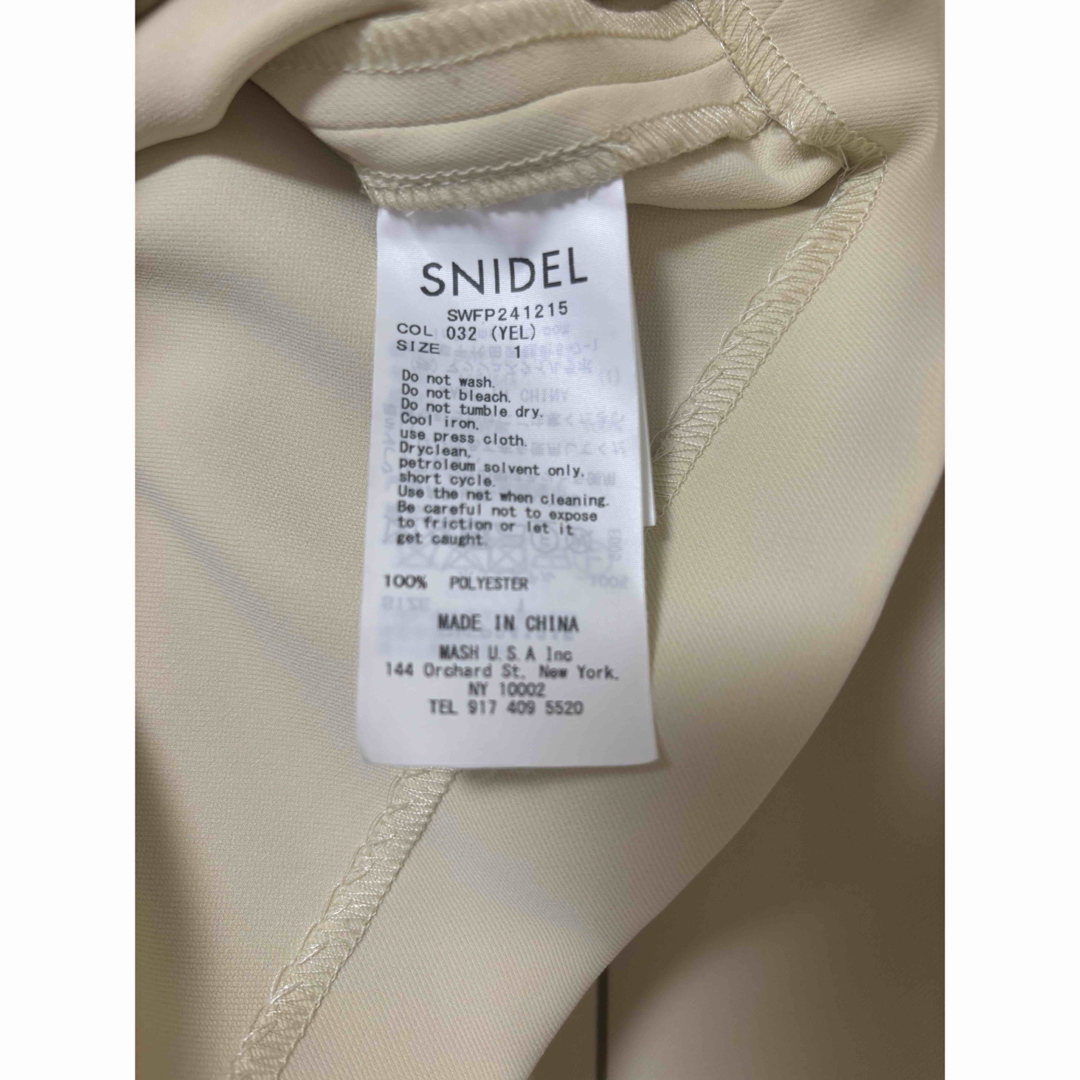 SNIDEL
SWFP241215
COL 032 (YEL)
SIZE 1
Do not wash.
Do not bleach.
Do not tumble dry.
Cool iron.
use press cloth.
Dryclean,
petroleum solvent only.
short cycle.
Use the net when cleaning.
Be careful not to expose
to friction or let it
get caught.
100% POLYESTER
MADE IN CHINA
MASH U.S.A Inc
144 Orchard St. New York.
NY 10002
TEL 917 409 5520